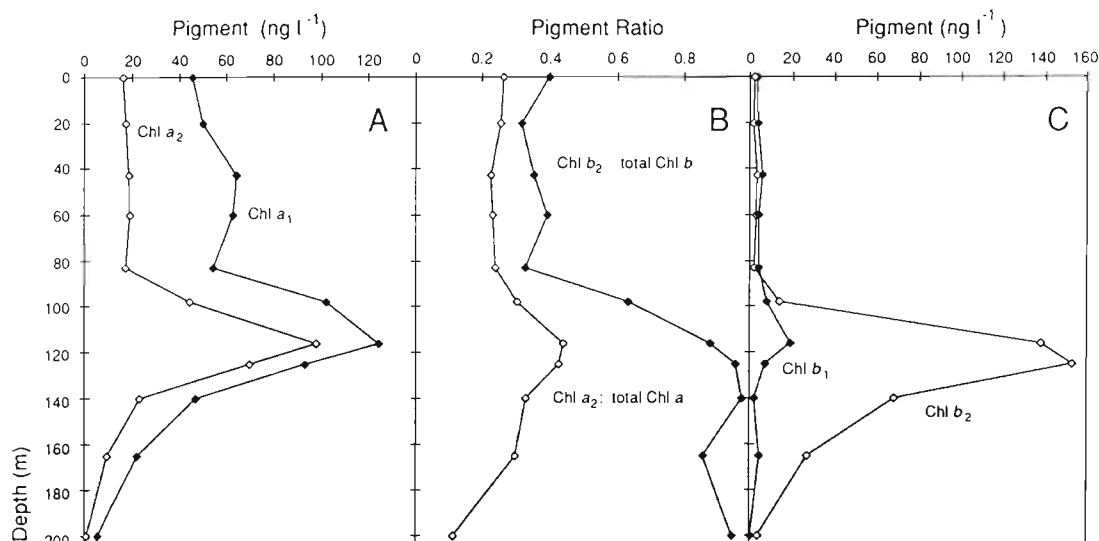 Pigment (ng l⁻¹) Pigment Ratio Pigment (ng l⁻¹)
0 20 40 60 80 100 120 0.2 0.4 0.6 0.8 0 20 40 60 80 100 120 140 160
0
20
40
60
80
100
120
140
160
180
200
Depth (m)
A
Chl a₂
Chl a₁
B
Chl b₂ total Chl b
Chl a₂: total Chl a
C
Chl b₁
Chl b₂